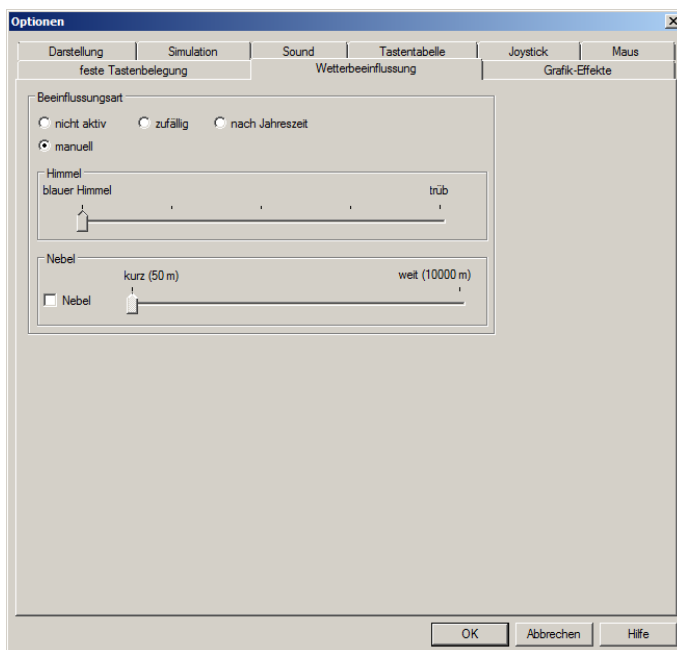 Optionen
Darstellung Simulation Sound Tastentabelle Joystick Maus
feste Tastenbelegung Wetterbeeinflussung Grafik-Effekte
Beeinflussungsart
nicht aktiv zufällig nach Jahreszeit
manuell
Himmel
blauer Himmel trüb
Nebel
kurz (50 m) weit (10000 m)
Nebel
OK Abbrechen Hilfe